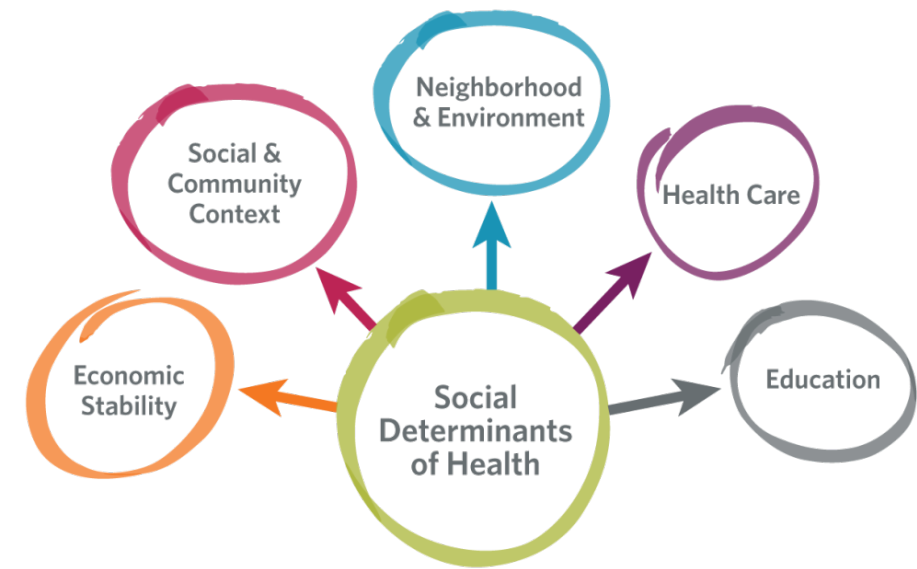 Neighborhood
& Environment
Social &
Community
Context
Health Care
Economic
Stability
Education
Social
Determinants
of Health